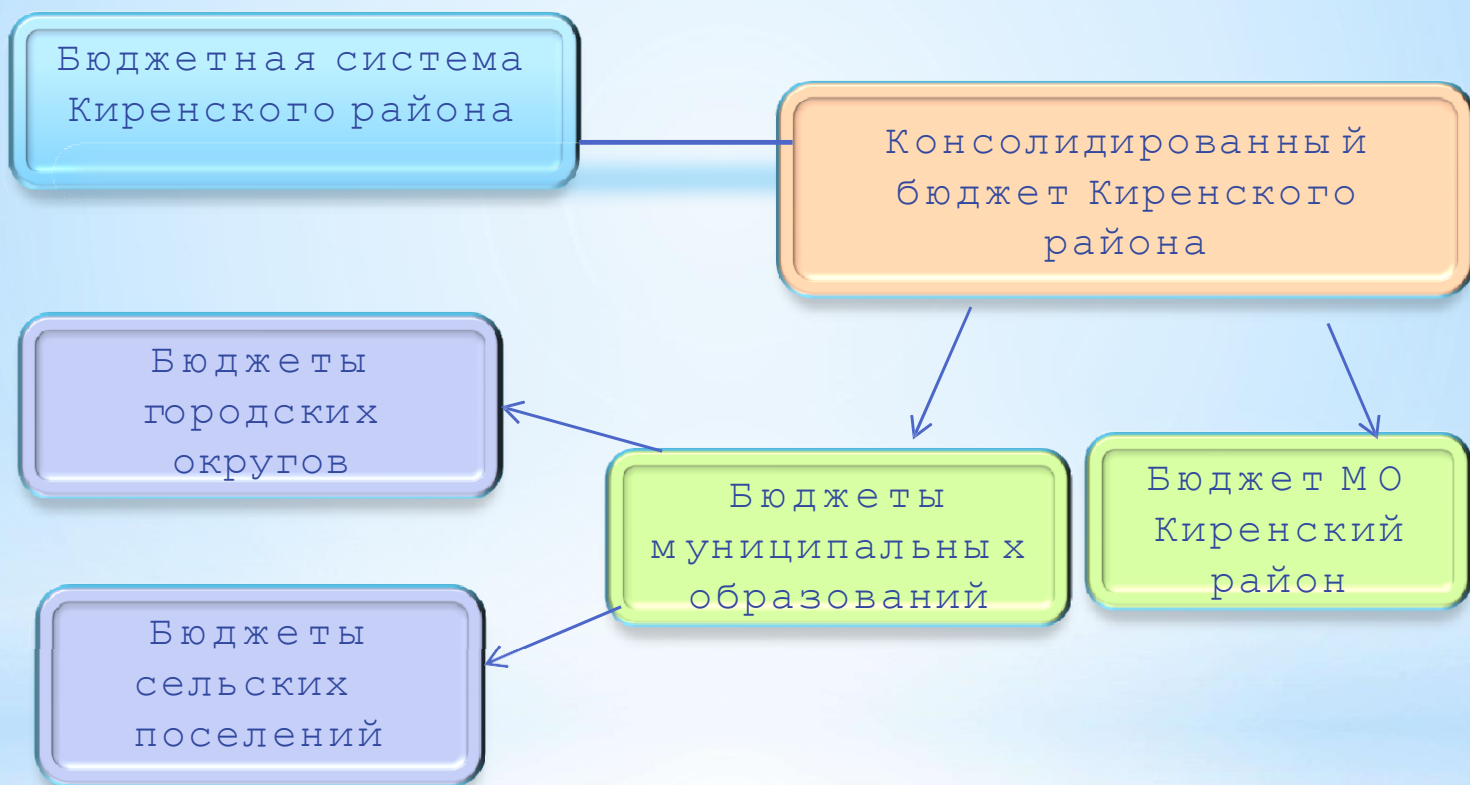 Бюджетная система
Киренского района
Консолидированный
бюджет Киренского
района
Бюджеты
городских
округов
Бюджеты
муниципальных
образований
Бюджет МО
Киренский
район
Бюджеты
сельских
поселений